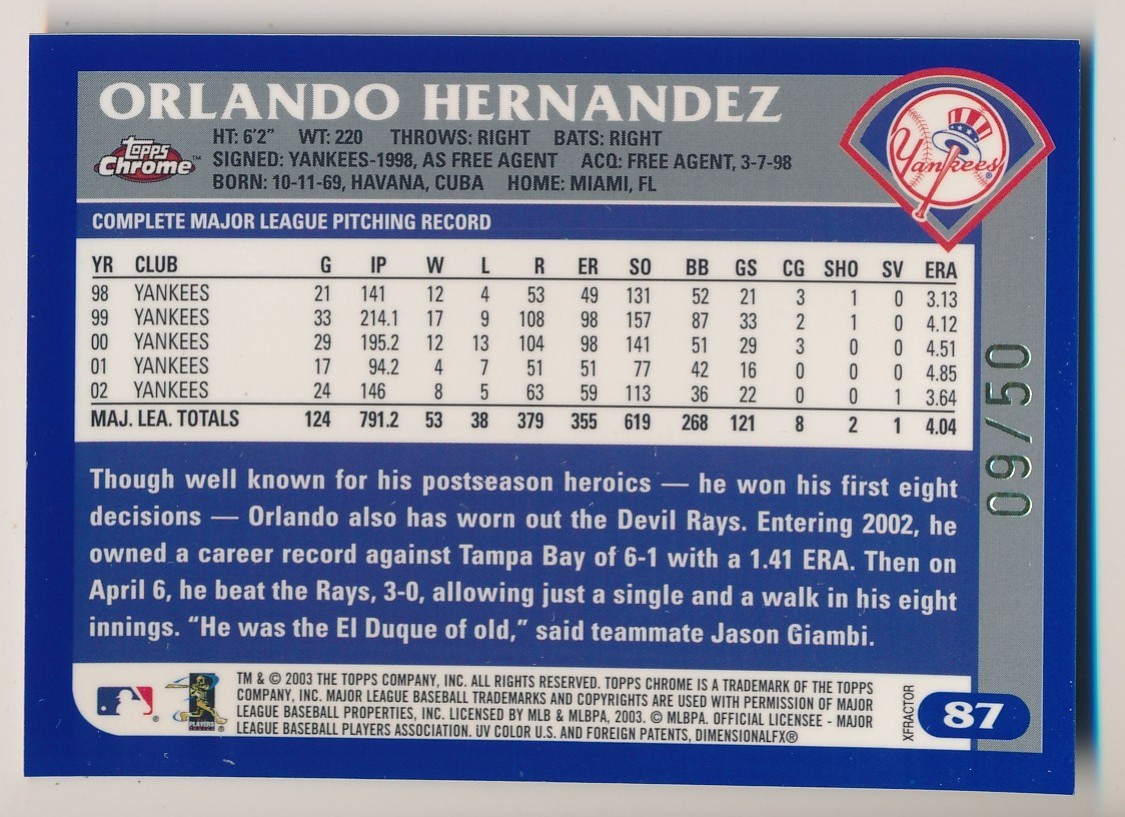 ORLANDO HERNANDEZ
Topps Chrome™
HT: 6'2" WT: 220 THROWS: RIGHT BATS: RIGHT
SIGNED: YANKEES-1998, AS FREE AGENT ACQ: FREE AGENT, 3-7-98
BORN: 10-11-69, HAVANA, CUBA HOME: MIAMI, FL
Yankees
COMPLETE MAJOR LEAGUE PITCHING RECORD
YR CLUB G IP W L R ER SO BB GS CG SHO SV ERA
98 YANKEES 21 141 12 4 53 49 131 52 21 3 1 0 3.13
99 YANKEES 33 214.1 17 9 108 98 157 87 33 2 1 0 4.12
00 YANKEES 29 195.2 12 13 104 98 141 51 29 3 0 0 4.51
01 YANKEES 17 94.2 4 7 51 51 77 42 16 0 0 0 4.85
02 YANKEES 24 146 8 5 63 59 113 36 22 0 0 1 3.64
MAJ. LEA. TOTALS 124 791.2 53 38 379 355 619 268 121 8 2 1 4.04
09/50
Though well known for his postseason heroics — he won his first eight
decisions — Orlando also has worn out the Devil Rays. Entering 2002, he
owned a career record against Tampa Bay of 6-1 with a 1.41 ERA. Then on
April 6, he beat the Rays, 3-0, allowing just a single and a walk in his eight
innings. “He was the El Duque of old,” said teammate Jason Giambi.
PLAYERS
TM & © 2003 THE TOPPS COMPANY, INC. ALL RIGHTS RESERVED. TOPPS CHROME IS A TRADEMARK OF THE TOPPS
COMPANY, INC. MAJOR LEAGUE BASEBALL TRADEMARKS AND COPYRIGHTS ARE USED WITH PERMISSION OF MAJOR
LEAGUE BASEBALL PROPERTIES, INC. LICENSED BY MLB & MLBPA, 2003. © MLBPA. OFFICIAL LICENSEE - MAJOR
LEAGUE BASEBALL PLAYERS ASSOCIATION. UV COLOR U.S. AND FOREIGN PATENTS, DIMENSIONALFX®
XFRACTOR
87